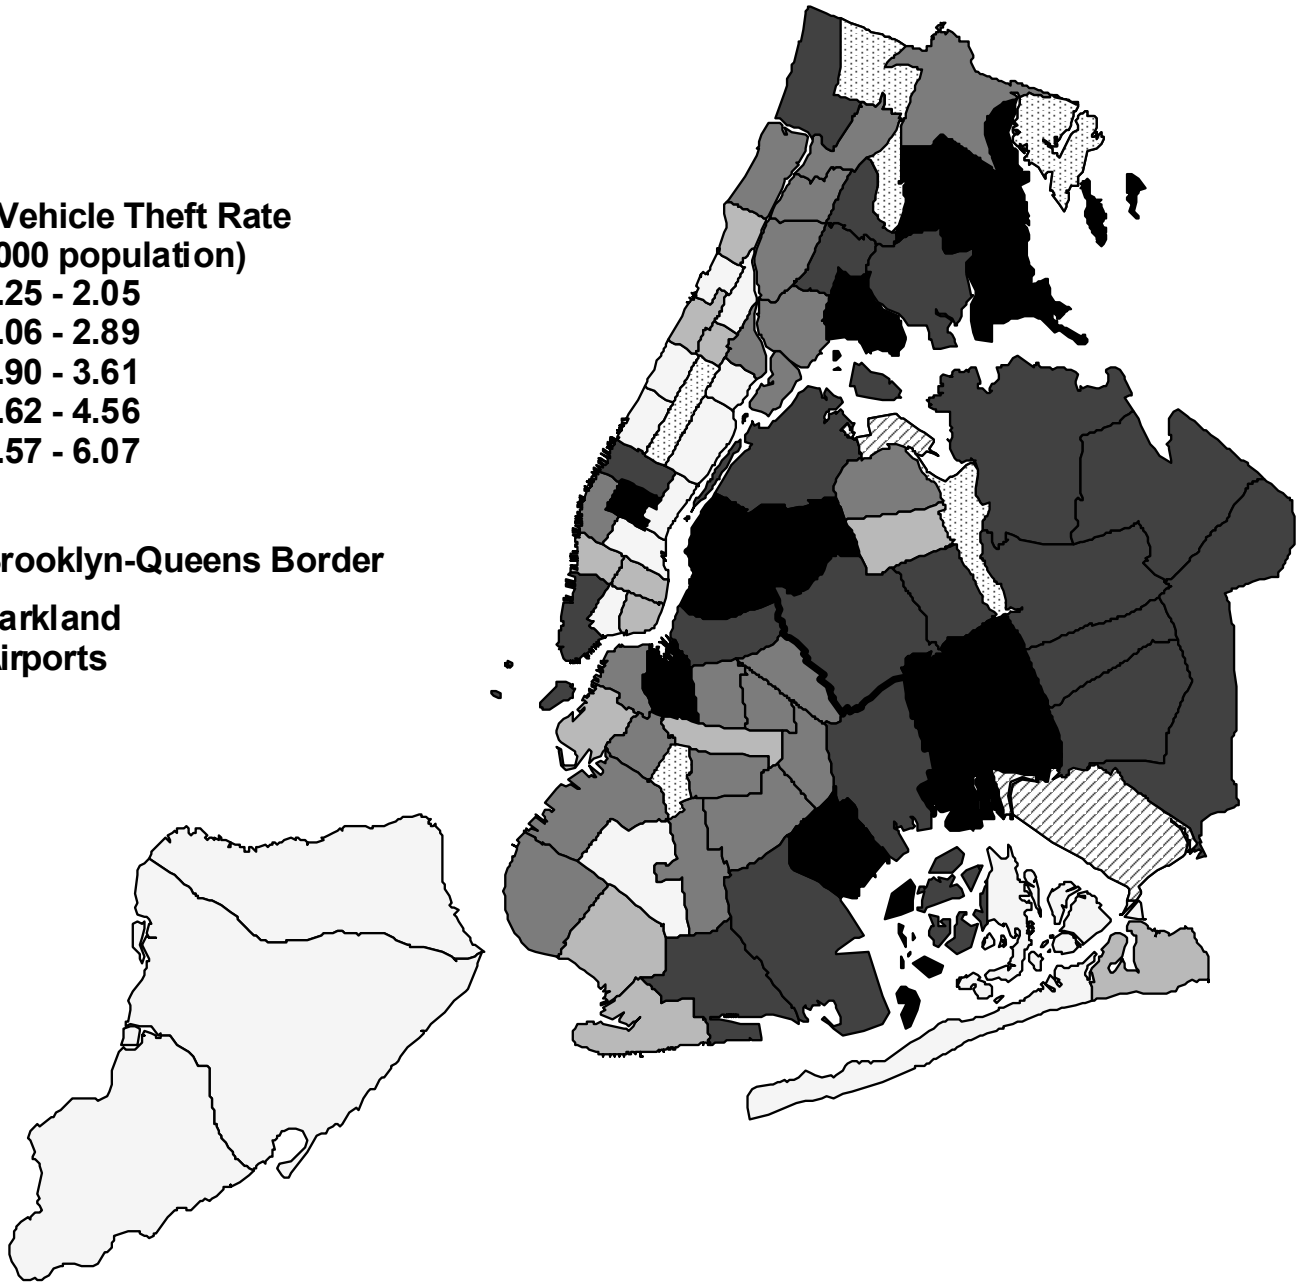 Vehicle Theft Rate
000 population)
.25 - 2.05
.06 - 2.89
.90 - 3.61
.62 - 4.56
.57 - 6.07
rooklyn-Queens Border
arkland
irports